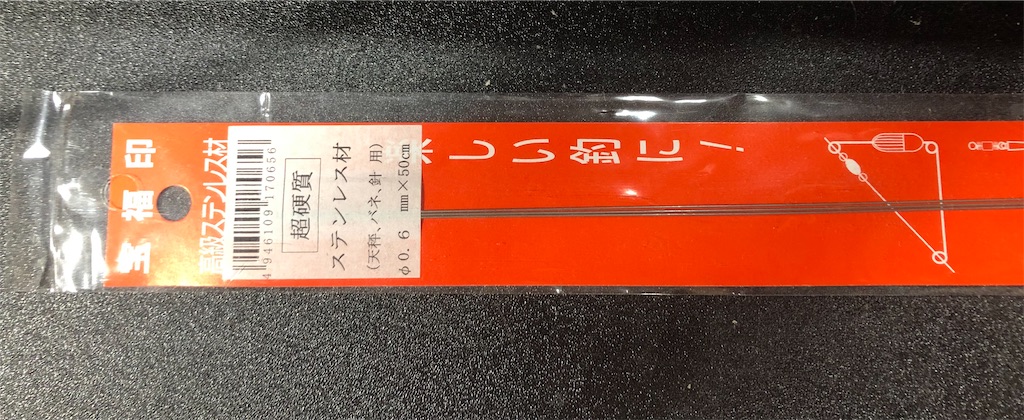 宝福印
高級ステンレス材
4946109170656
超硬質
ステンレス材
(天秤、バネ、針 用)
φ0.6 mm×50cm
しい釣に!